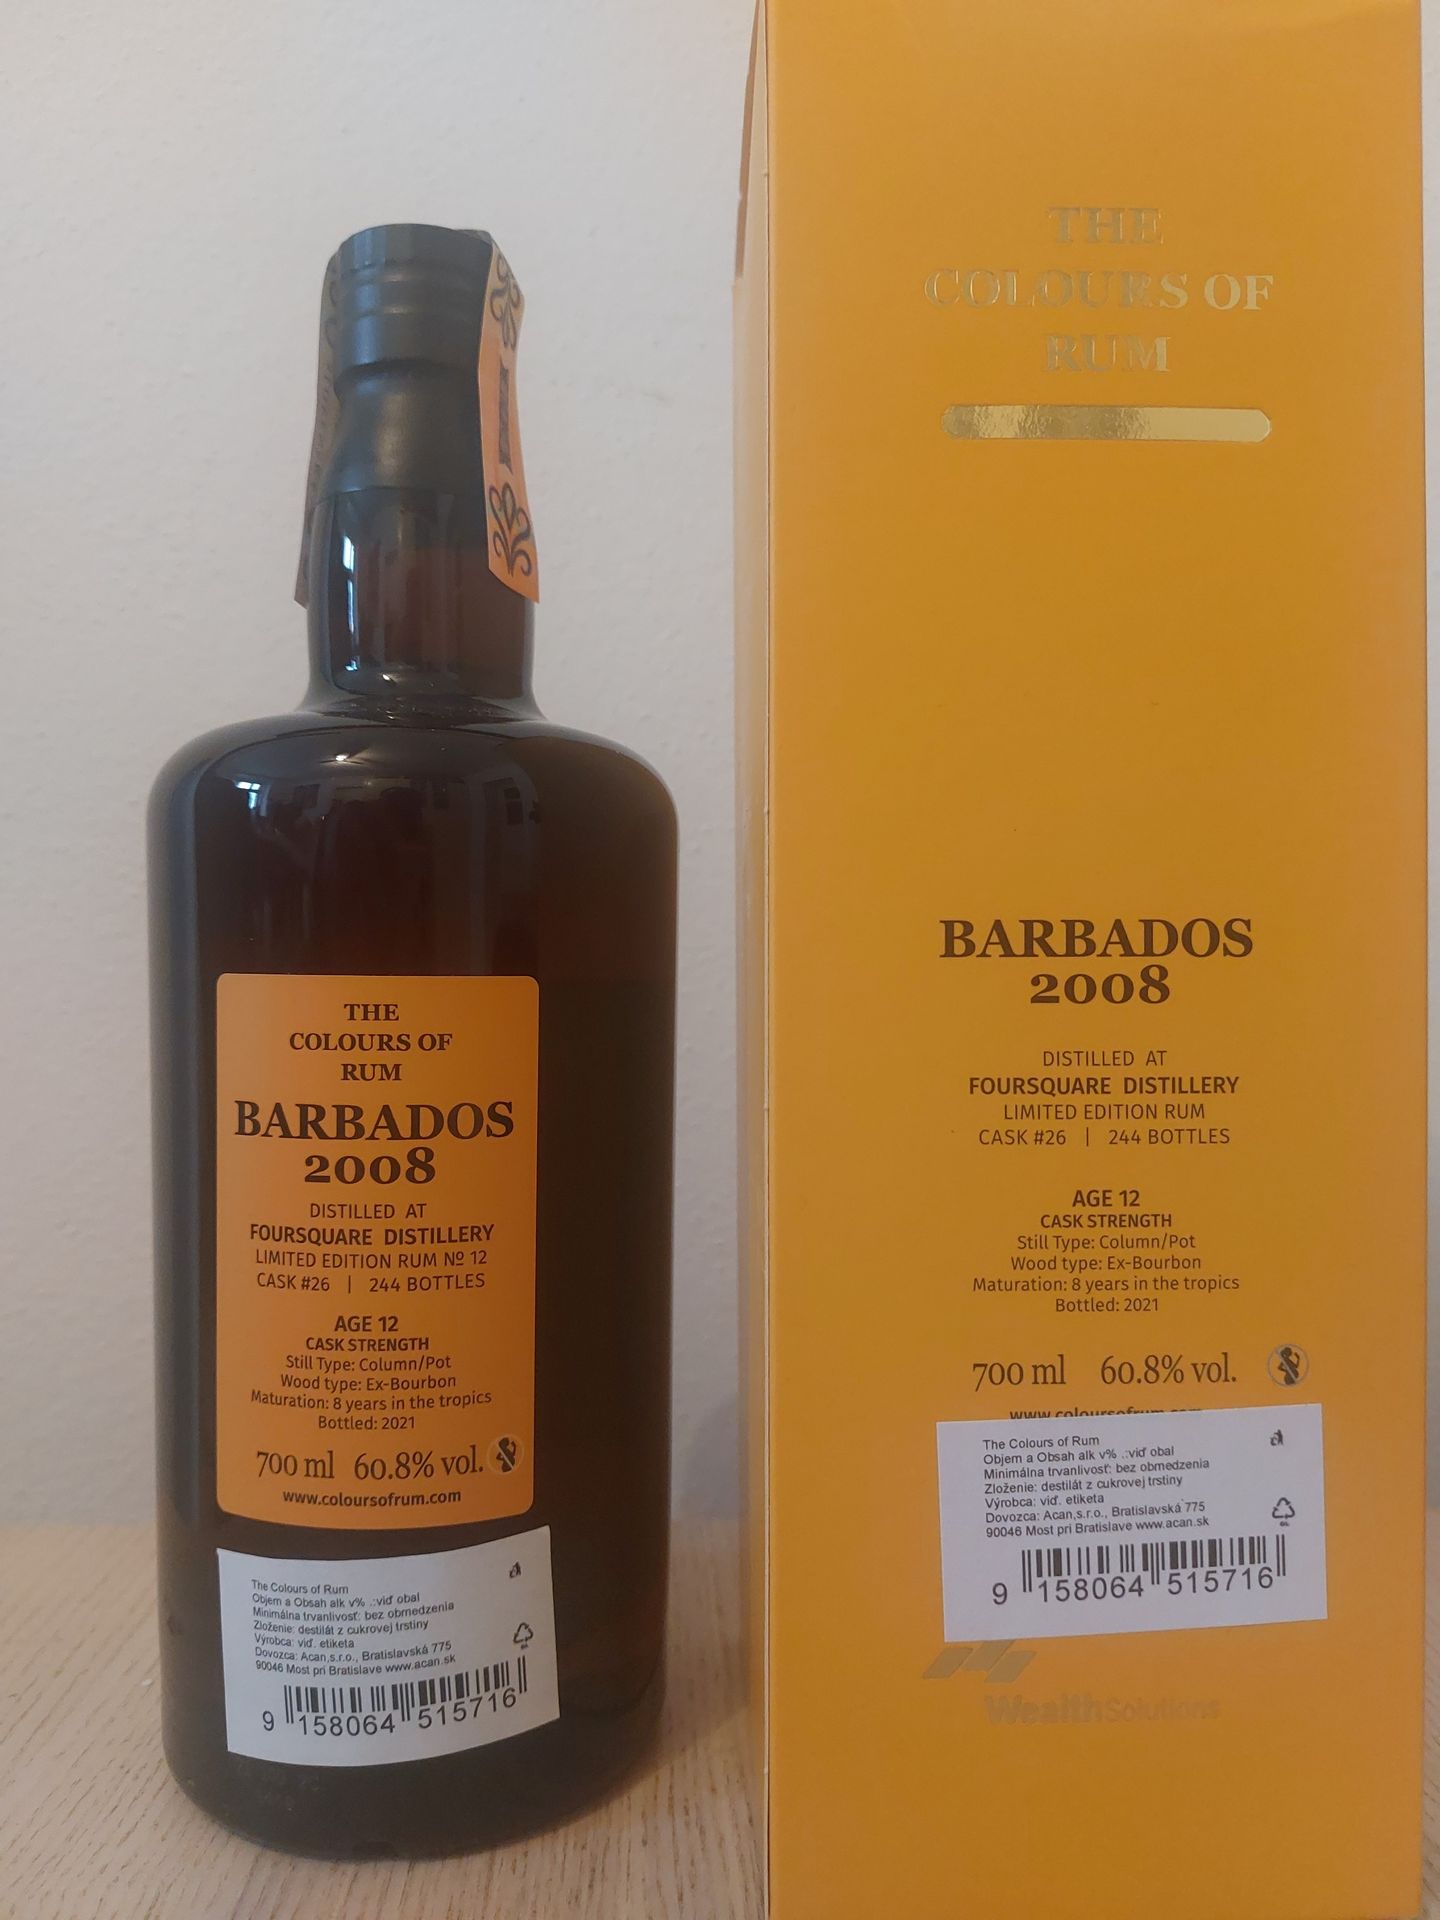 THE
COLOURS OF
RUM
BARBADOS
2008
DISTILLED AT
FOURSQUARE DISTILLERY
LIMITED EDITION RUM Nº 12
CASK #26 | 244 BOTTLES
AGE 12
CASK STRENGTH
Still Type: Column/Pot
Wood type: Ex-Bourbon
Maturation: 8 years in the tropics
Bottled: 2021
700 ml 60.8% vol.
www.coloursofrum.com
The Colours of Rum
Objem a Obsah alk v% .:viď obal
Minimálna trvanlivosť: bez obmedzenia
Zloženie: destilát z cukrovej trstiny
Výrobca: viď. etiketa
Dovozca: Acan,s.r.o., Bratislavská 775
90046 Most pri Bratislave www.acan.sk
9 158064 515716
THE
COLOURS OF
RUM
BARBADOS
2008
DISTILLED AT
FOURSQUARE DISTILLERY
LIMITED EDITION RUM
CASK #26 | 244 BOTTLES
AGE 12
CASK STRENGTH
Still Type: Column/Pot
Wood type: Ex-Bourbon
Maturation: 8 years in the tropics
Bottled: 2021
700 ml 60.8% vol.
www.coloursofrum.com
The Colours of Rum
Objem a Obsah alk v% .:viď obal
Minimálna trvanlivosť: bez obmedzenia
Zloženie: destilát z cukrovej trstiny
Výrobca: viď. etiketa
Dovozca: Acan,s.r.o., Bratislavská 775
90046 Most pri Bratislave www.acan.sk
9 158064 515716
WealthSolutions